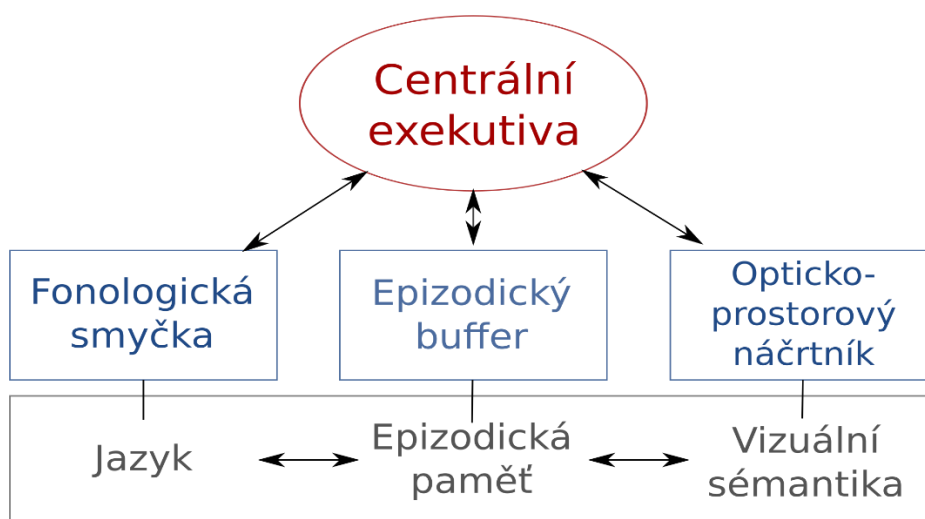 Centrální
exekutiva
Fonologická
smyčka
Epizodický
buffer
Opticko-
prostorový
náčrtník
Jazyk
Epizodická
paměť
Vizuální
sémantika